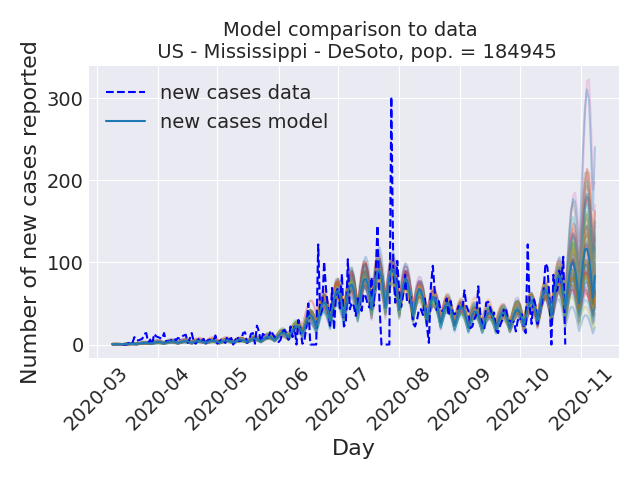 Model comparison to data
US - Mississippi - DeSoto, pop. = 184945
Number of new cases reported
300
200
100
0
new cases data
new cases model
2020-03
2020-04
2020-05
2020-06
2020-07
2020-08
2020-09
2020-10
2020-11
Day